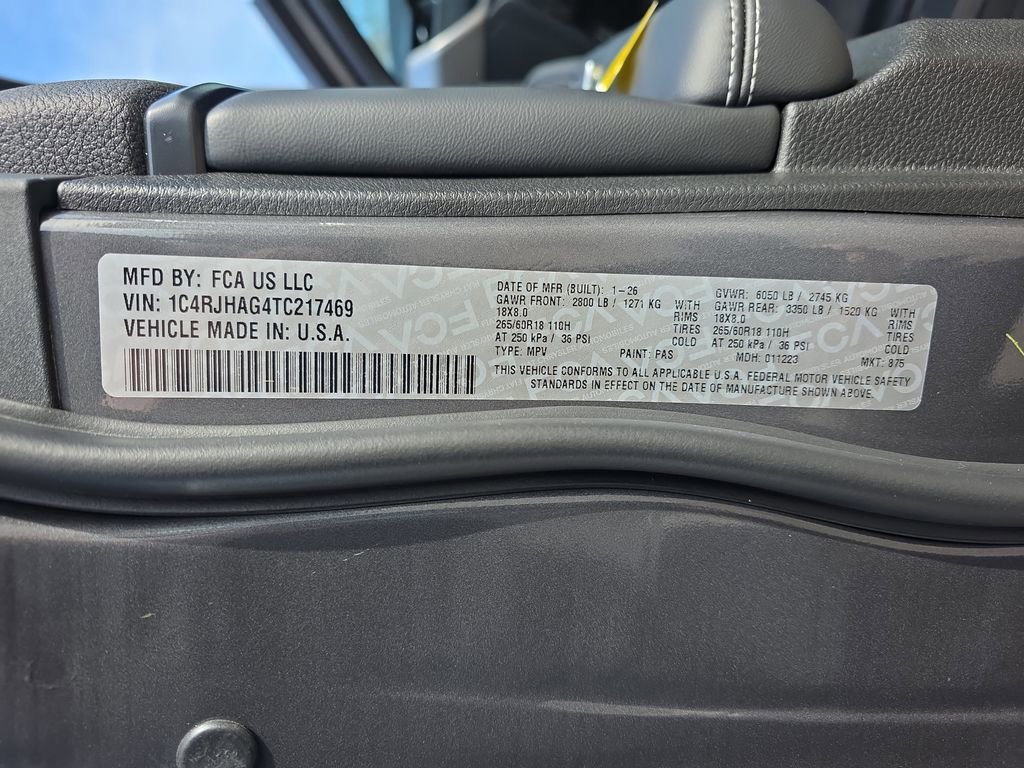 MFD BY: FCA US LLC
VIN: 1C4RJHAG4TC217469
VEHICLE MADE IN: U.S.A.
DATE OF MFR (BUILT): 1-26 GVWR: 6050 LB / 2745 KG
GAWR FRONT: 2800 LB / 1271 KG WITH GAWR REAR: 3350 LB / 1520 KG WITH
18X8.0 RIMS 18X8.0 RIMS
265/60R18 110H TIRES 265/60R18 110H TIRES
AT 250 kPa / 36 PSI COLD AT 250 kPa / 36 PSI COLD
TYPE: MPV PAINT: PAS MDH: 011223 MKT: 875
THIS VEHICLE CONFORMS TO ALL APPLICABLE U.S.A. FEDERAL MOTOR VEHICLE SAFETY
STANDARDS IN EFFECT ON THE DATE OF MANUFACTURE SHOWN ABOVE.